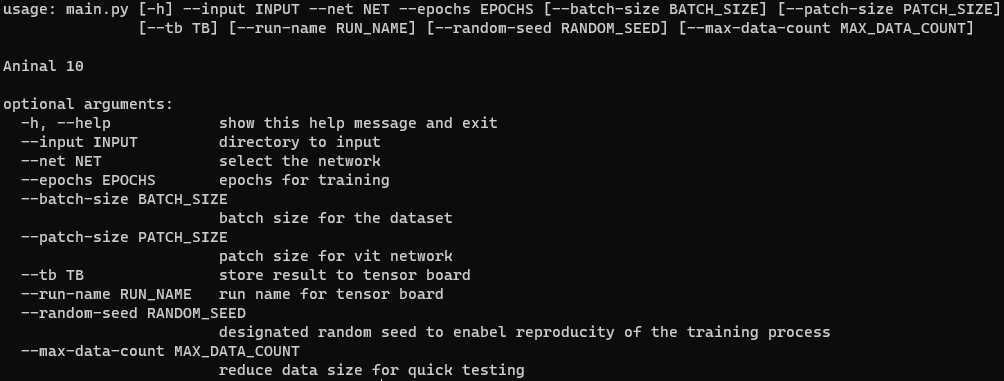 usage: main.py [-h] --input INPUT --net NET --epochs EPOCHS [--batch-size BATCH_SIZE] [--patch-size PATCH_SIZE]
[--tb TB] [--run-name RUN_NAME] [--random-seed RANDOM_SEED] [--max-data-count MAX_DATA_COUNT]
Aninal 10
optional arguments:
-h, --help show this help message and exit
--input INPUT directory to input
--net NET select the network
--epochs EPOCHS epochs for training
--batch-size BATCH_SIZE
batch size for the dataset
--patch-size PATCH_SIZE
patch size for vit network
--tb TB store result to tensor board
--run-name RUN_NAME run name for tensor board
--random-seed RANDOM_SEED
designated random seed to enabel reproducity of the training process
--max-data-count MAX_DATA_COUNT
reduce data size for quick testing